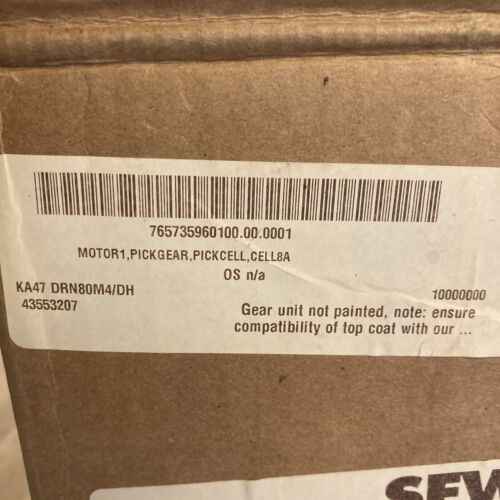 765735960100.00.0001
MOTOR1,PICKGEAR,PICKCELL,CELL8A
OS n/a
KA47 DRN80M4/DH
10000000
43553207
Gear unit not painted, note: ensure
compatibility of top coat with our ...
SEW